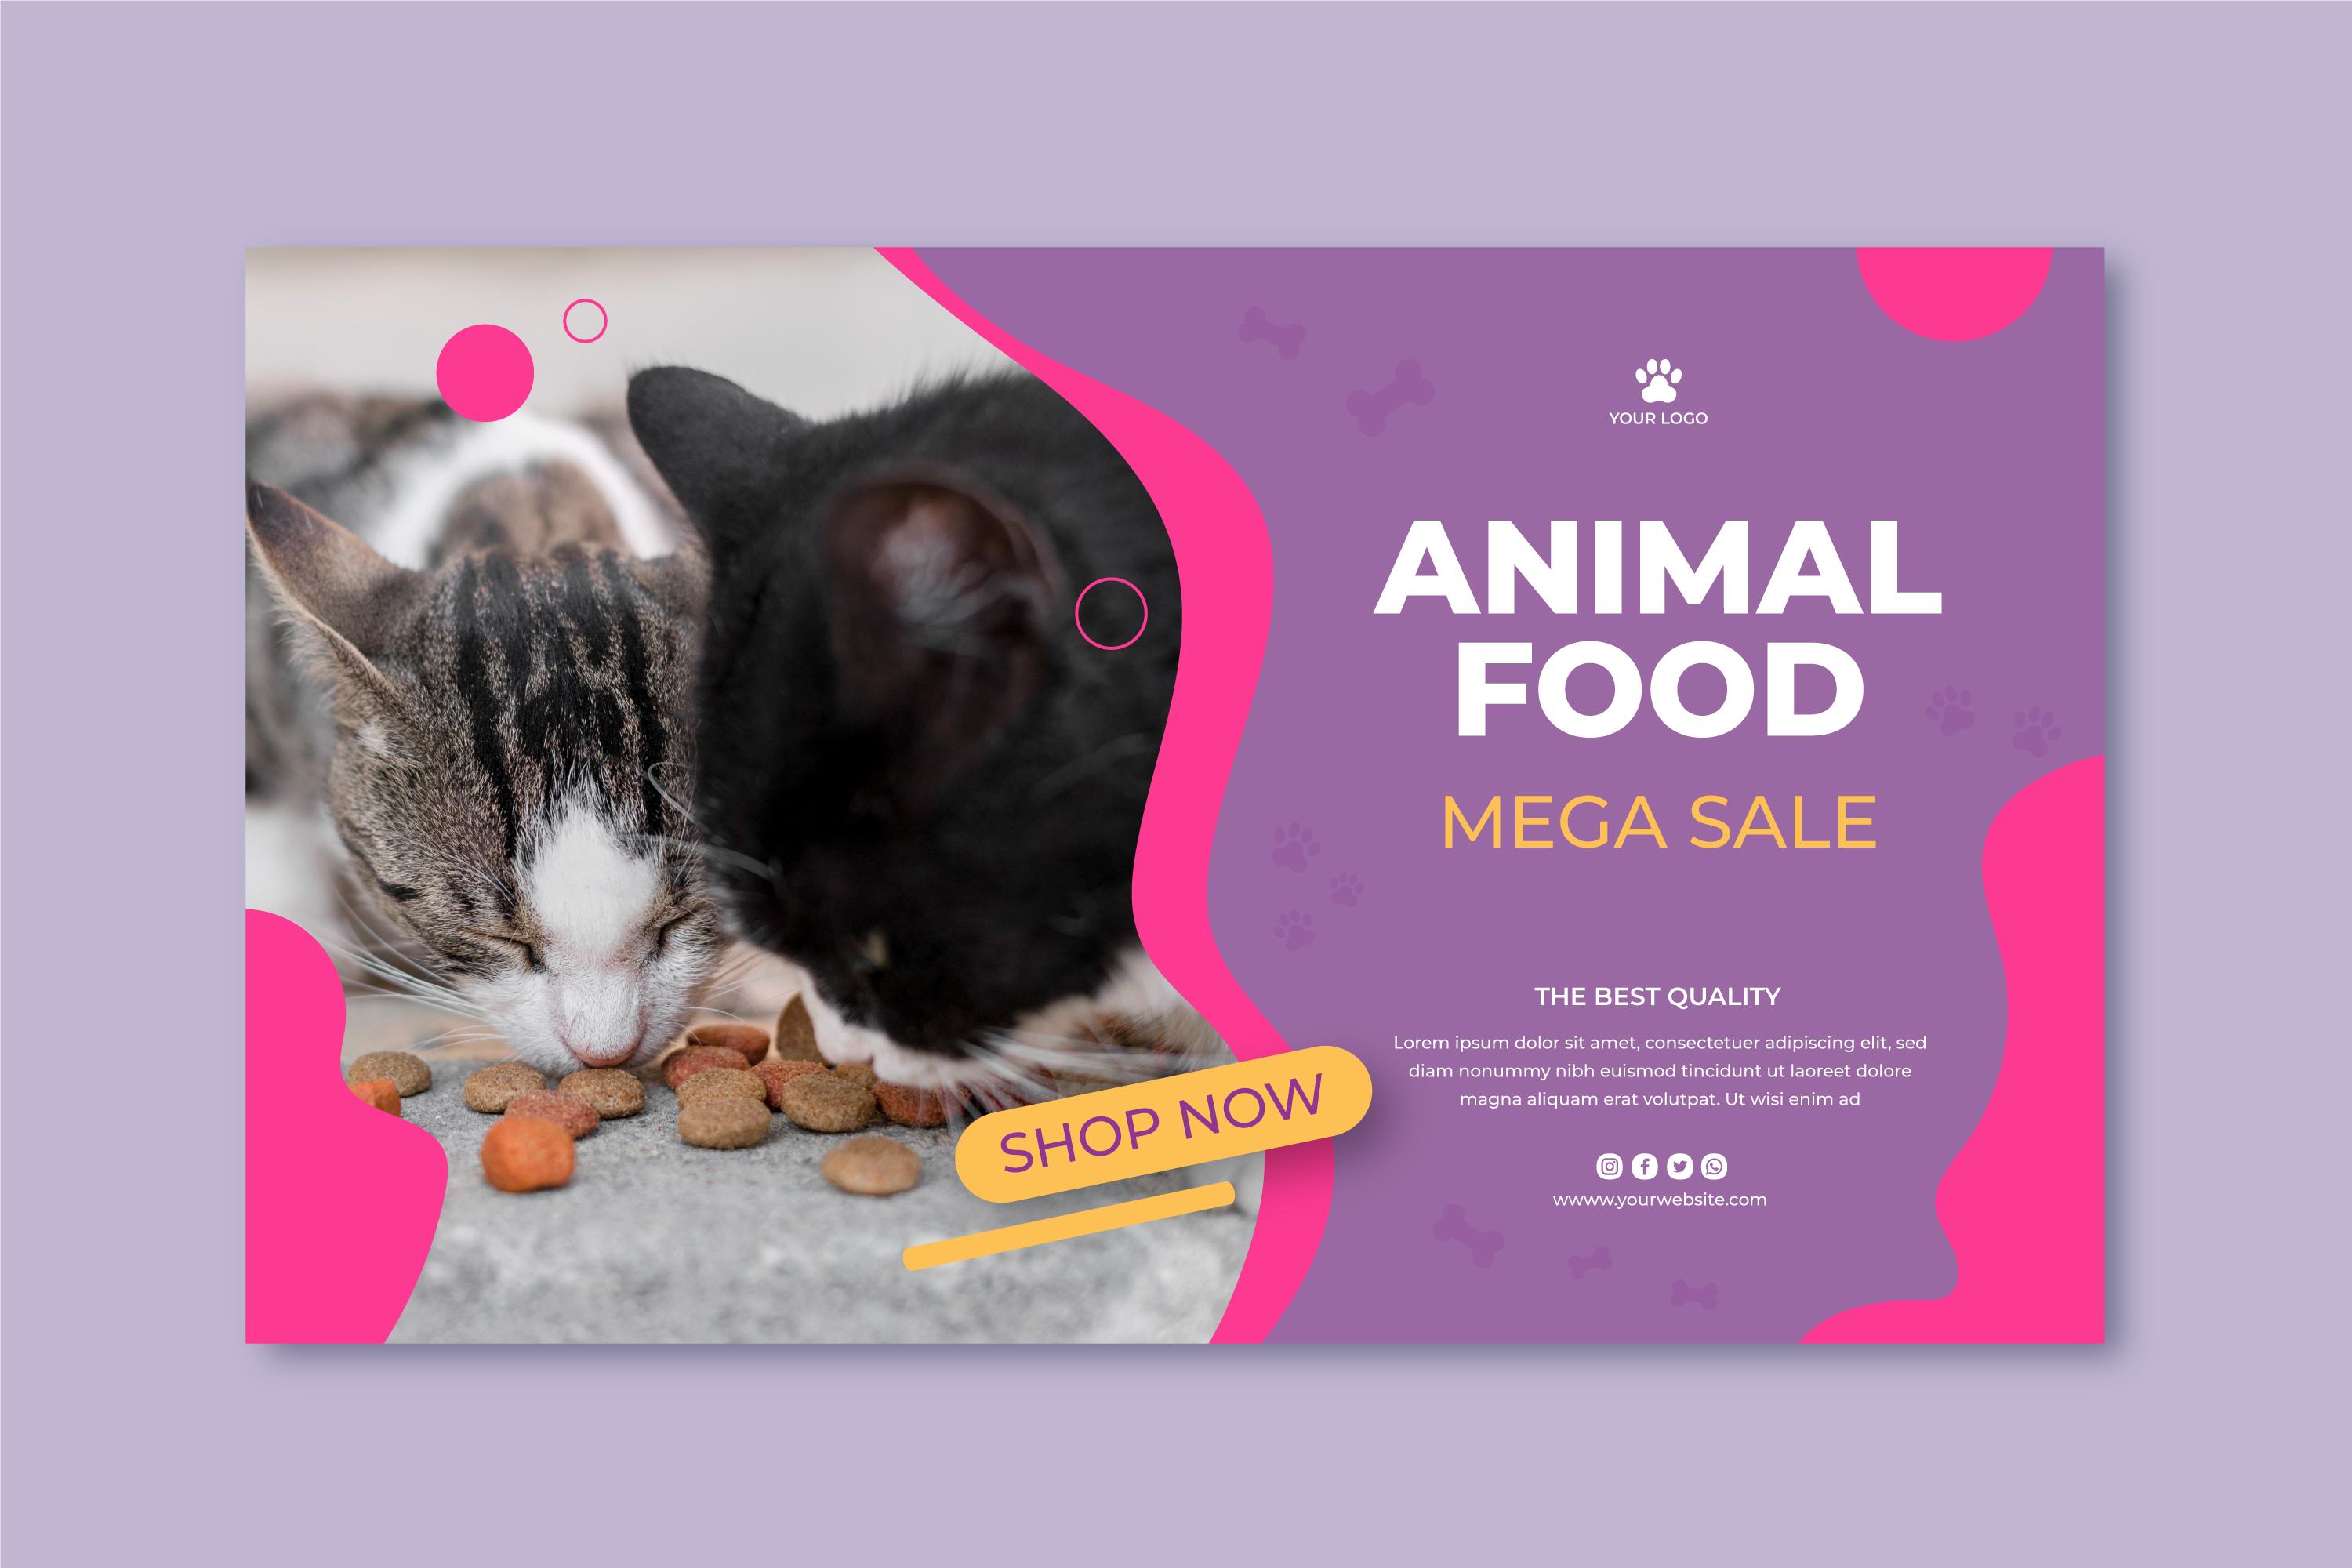 YOUR LOGO
ANIMAL
FOOD
MEGA SALE
THE BEST QUALITY
Lorem ipsum dolor sit amet, consectetuer adipiscing elit, sed
diam nonummy nibh euismod tincidunt ut laoreet dolore
magna aliquam erat volutpat. Ut wisi enim ad
SHOP NOW
wwww.yourwebsite.com